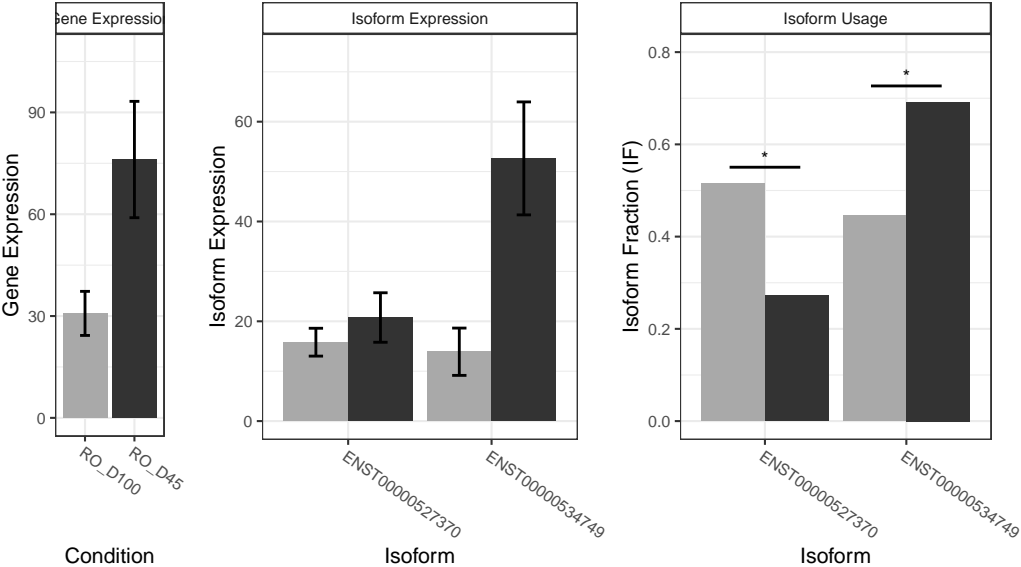 Gene Expression
Gene Expression
90
60
30
0
RO_D100
RO_D45
Condition
Isoform Expression
Isoform Expression
60
40
20
0
ENST00000527370
ENST00000534749
Isoform
Isoform Usage
Isoform Fraction (IF)
0.8
0.6
0.4
0.2
0.0
*
*
ENST00000527370
ENST00000534749
Isoform